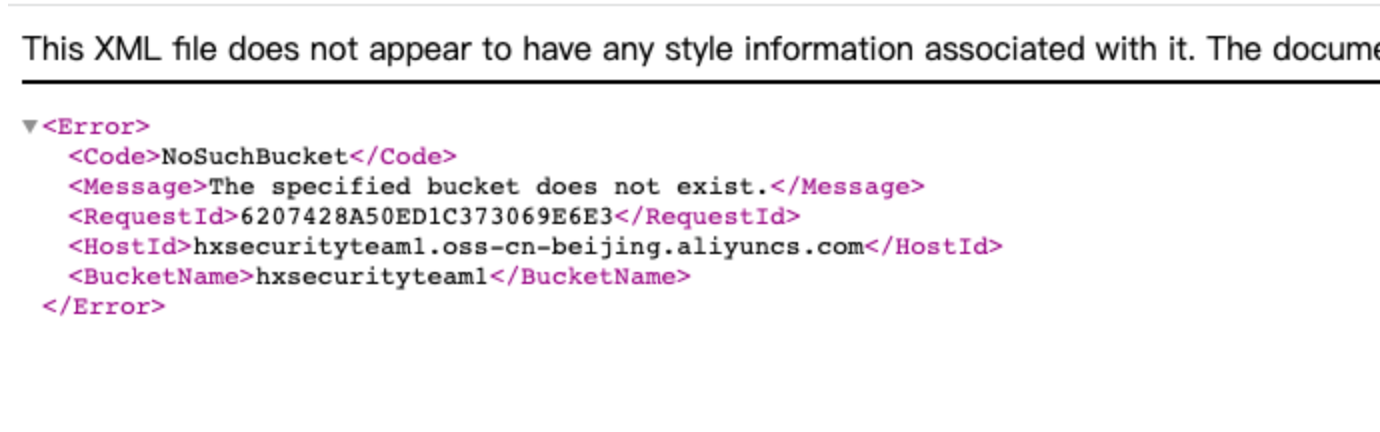 This XML file does not appear to have any style information associated with it. The docume
▼<Error>
<Code>NoSuchBucket</Code>
<Message>The specified bucket does not exist.</Message>
<RequestId>6207428A50ED1C373069E6E3</RequestId>
<HostId>hxsecurityteam1.oss-cn-beijing.aliyuncs.com</HostId>
<BucketName>hxsecurityteam1</BucketName>
</Error>